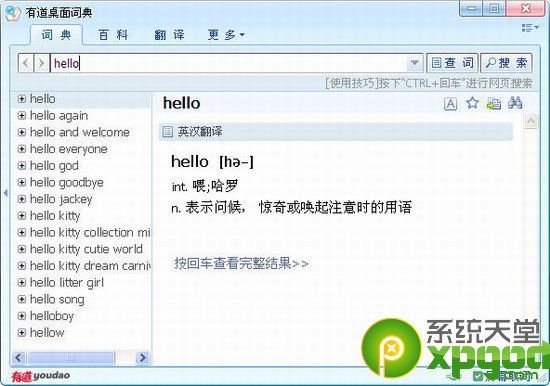 有道桌面词典
词典 百科 翻译 更多
hello 查词 搜索
[使用技巧]按下"CTRL+回车"进行网页搜索
hello
hello again
hello and welcome
hello everyone
hello god
hello goodbye
hello jackey
hello kitty
hello kitty collection mi
hello kitty cutie world
hello kitty dream carniv
hello litter girl
hello song
helloboy
hellow
hello
英汉翻译
hello [hə-]
int. 喂;哈罗
n. 表示问候， 惊奇或唤起注意时的用语
按回车查看完整结果>>
有道 youdao
系统天堂
xpgod